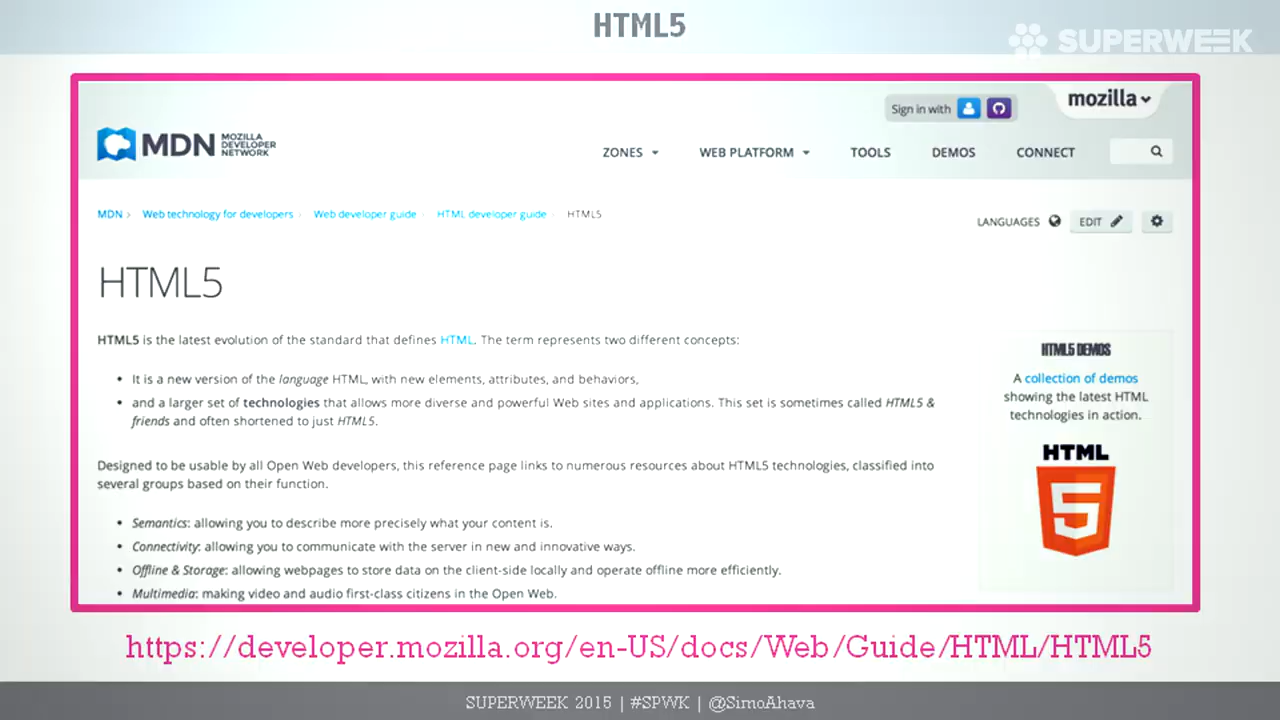 HTML5
SUPERWEEK
Sign in with
mozilla
MDN MOZILLA DEVELOPER NETWORK
ZONES WEB PLATFORM TOOLS DEMOS CONNECT
MDN › Web technology for developers › Web developer guide › HTML developer guide › HTML5
LANGUAGES EDIT
HTML5
HTML5 is the latest evolution of the standard that defines HTML. The term represents two different concepts:
• It is a new version of the language HTML, with new elements, attributes, and behaviors,
• and a larger set of technologies that allows more diverse and powerful Web sites and applications. This set is sometimes called HTML5 &
friends and often shortened to just HTML5.
Designed to be usable by all Open Web developers, this reference page links to numerous resources about HTML5 technologies, classified into
several groups based on their function.
• Semantics: allowing you to describe more precisely what your content is.
• Connectivity: allowing you to communicate with the server in new and innovative ways.
• Offline & Storage: allowing webpages to store data on the client-side locally and operate offline more efficiently.
• Multimedia: making video and audio first-class citizens in the Open Web.
HTML5 DEMOS
A collection of demos
showing the latest HTML
technologies in action.
HTML
5
https://developer.mozilla.org/en-US/docs/Web/Guide/HTML/HTML5
SUPERWEEK 2015 | #SPWK | @SimoAhava